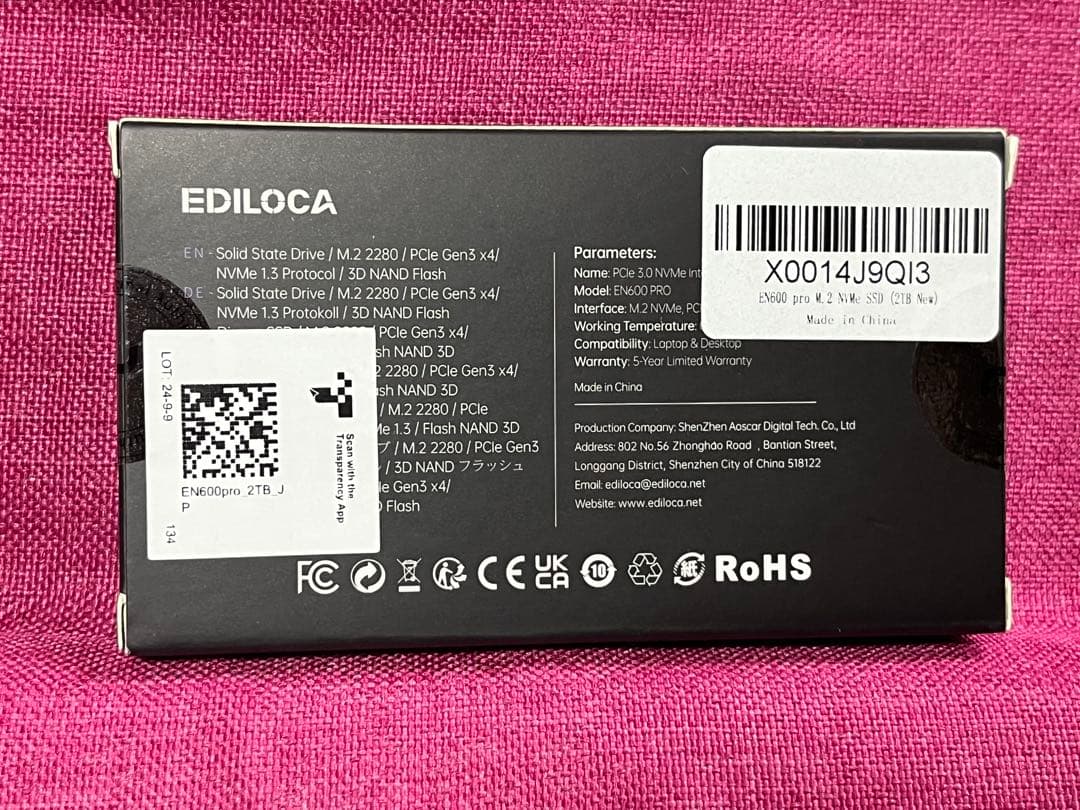 EDILOCA
EN - Solid State Drive / M.2 2280 / PCIe Gen3 x4/
NVMe 1.3 Protocol / 3D NAND Flash
DE - Solid State Drive / M.2 2280 / PCIe Gen3 x4/
NVMe 1.3 Protokoll / 3D NAND Flash
/ PCIe Gen3 x4/
NAND 3D
2280 / PCIe Gen3 x4/
NAND 3D
/ M.2 2280 / PCIe
1.3 / Flash NAND 3D
/ M.2 2280 / PCIe Gen3
/ 3D NAND フラッシュ
Gen3 x4/
Flash
LOT: 24-9-9
EN600pro_2TB_J
P
Scan with the
Transparency App
134
Parameters:
Name: PCIe 3.0 NVMe
Model: EN600 PRO
Interface: M.2 NVMe,
Working Temperature:
Compatibility: Laptop & Desktop
Warranty: 5-Year Limited Warranty
Made in China
Production Company: ShenZhen Aoscar Digital Tech. Co., Ltd
Address: 802 No.56 Zhonghao Road , Bantian Street,
Longgang District, Shenzhen City of China 518122
Email: ediloca@ediloca.net
Website: www.ediloca.net
X0014J9QI3
EN600 pro M.2 NVMe SSD (2TB New)
Made in China
FC CE UK CA 10 紙 RoHS